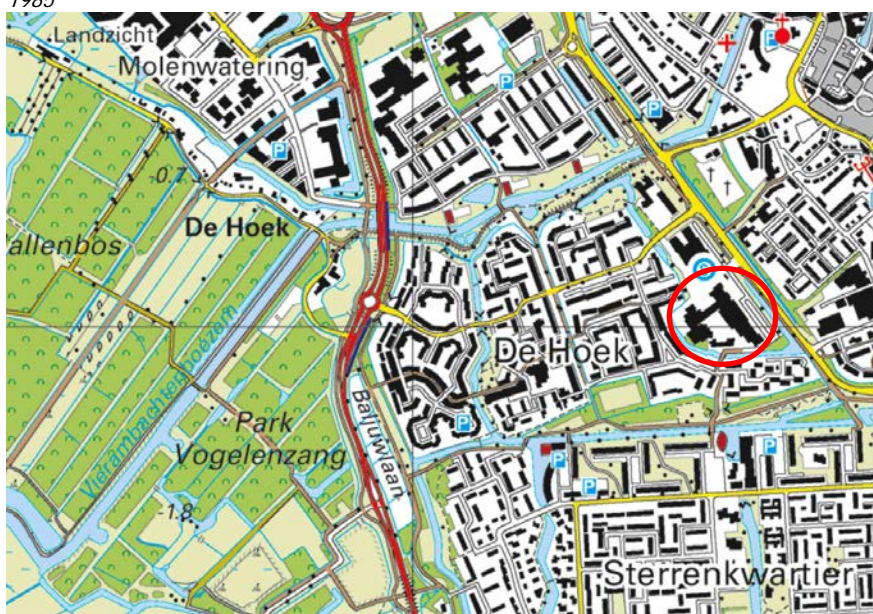 1985
Landzicht
Molenwatering
P
P
P
P
-0.7
De Hoek
allenbos
De Hoek
Vierambachtenboezem
Park
Vogelenzang
Baljuwlaan
P
P
P
P
-1.8
Sterrenkwartier